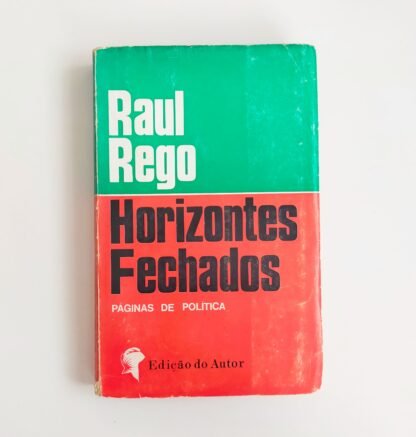 Raul
Rego
Horizontes
Fechados
PÁGINAS DE POLÍTICA
Edição do Autor